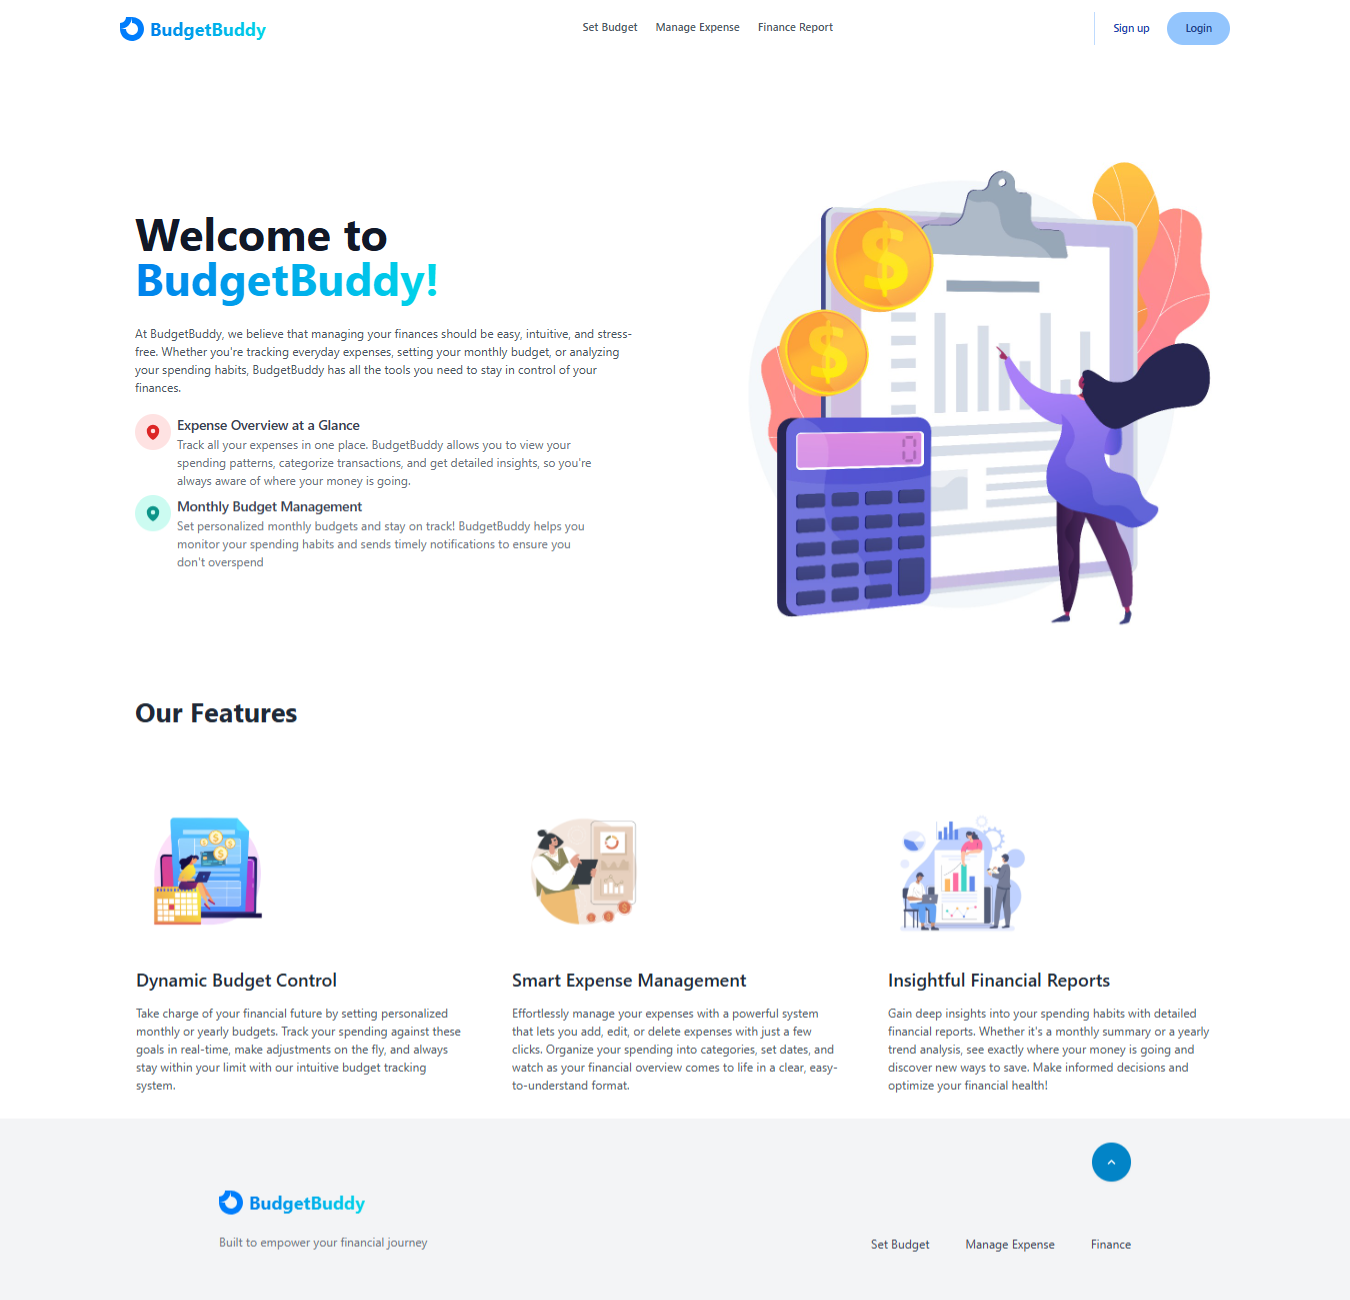 BudgetBuddy
Set Budget
Manage Expense
Finance Report
Sign up
Login
Welcome to
BudgetBuddy!
At BudgetBuddy, we believe that managing your finances should be easy, intuitive, and stress-
free. Whether you're tracking everyday expenses, setting your monthly budget, or analyzing
your spending habits, BudgetBuddy has all the tools you need to stay in control of your
finances.
Expense Overview at a Glance
Track all your expenses in one place. BudgetBuddy allows you to view your
spending patterns, categorize transactions, and get detailed insights, so you're
always aware of where your money is going.
Monthly Budget Management
Set personalized monthly budgets and stay on track! BudgetBuddy helps you
monitor your spending habits and sends timely notifications to ensure you
don't overspend
$
$
0
Our Features
Dynamic Budget Control
Take charge of your financial future by setting personalized
monthly or yearly budgets. Track your spending against these
goals in real-time, make adjustments on the fly, and always
stay within your limit with our intuitive budget tracking
system.
Smart Expense Management
Effortlessly manage your expenses with a powerful system
that lets you add, edit, or delete expenses with just a few
clicks. Organize your spending into categories, set dates, and
watch as your financial overview comes to life in a clear, easy-
to-understand format.
Insightful Financial Reports
Gain deep insights into your spending habits with detailed
financial reports. Whether it's a monthly summary or a yearly
trend analysis, see exactly where your money is going and
discover new ways to save. Make informed decisions and
optimize your financial health!
BudgetBuddy
Built to empower your financial journey
Set Budget
Manage Expense
Finance